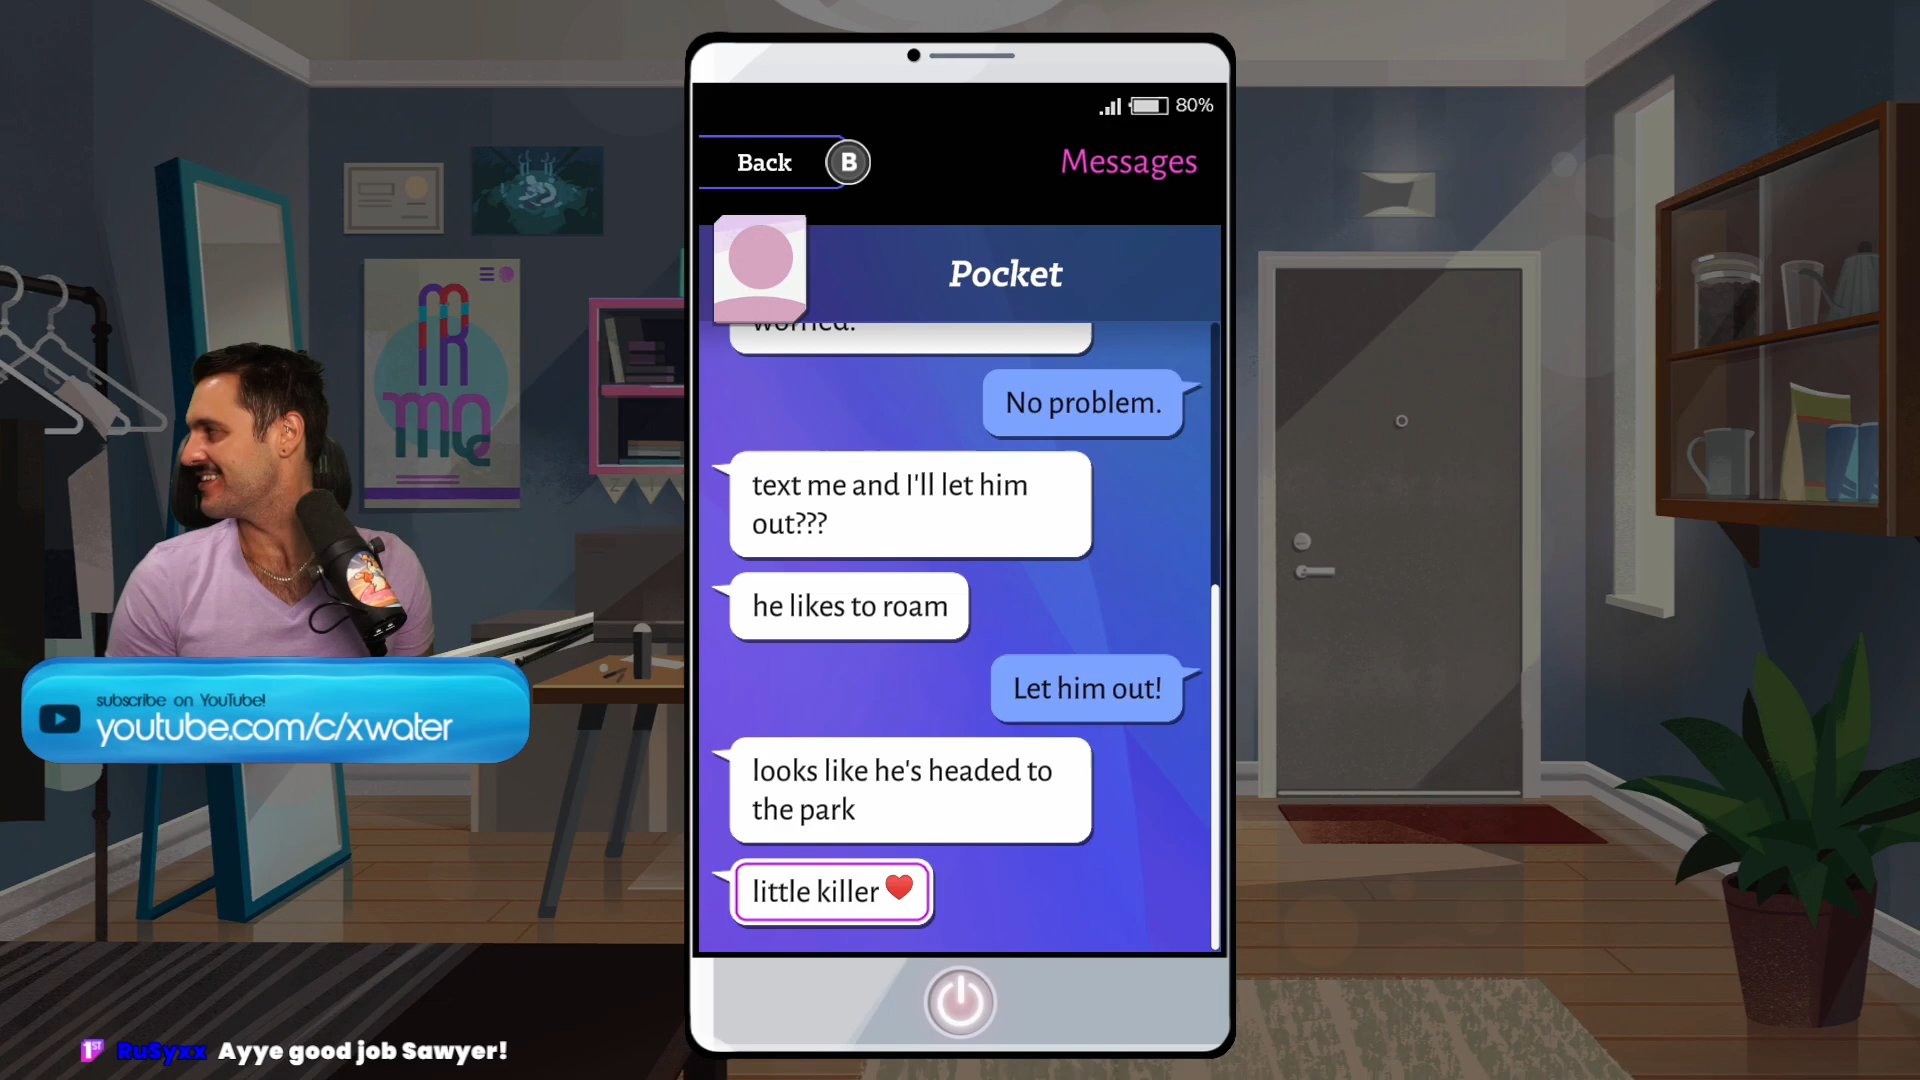 80%
Back
B
Messages
Pocket
worried.
No problem.
text me and I'll let him
out???
he likes to roam
Let him out!
looks like he's headed to
the park
little killer
subscribe on YouTube!
youtube.com/c/xwater
1ST RuSyxx Ayye good job Sawyer!